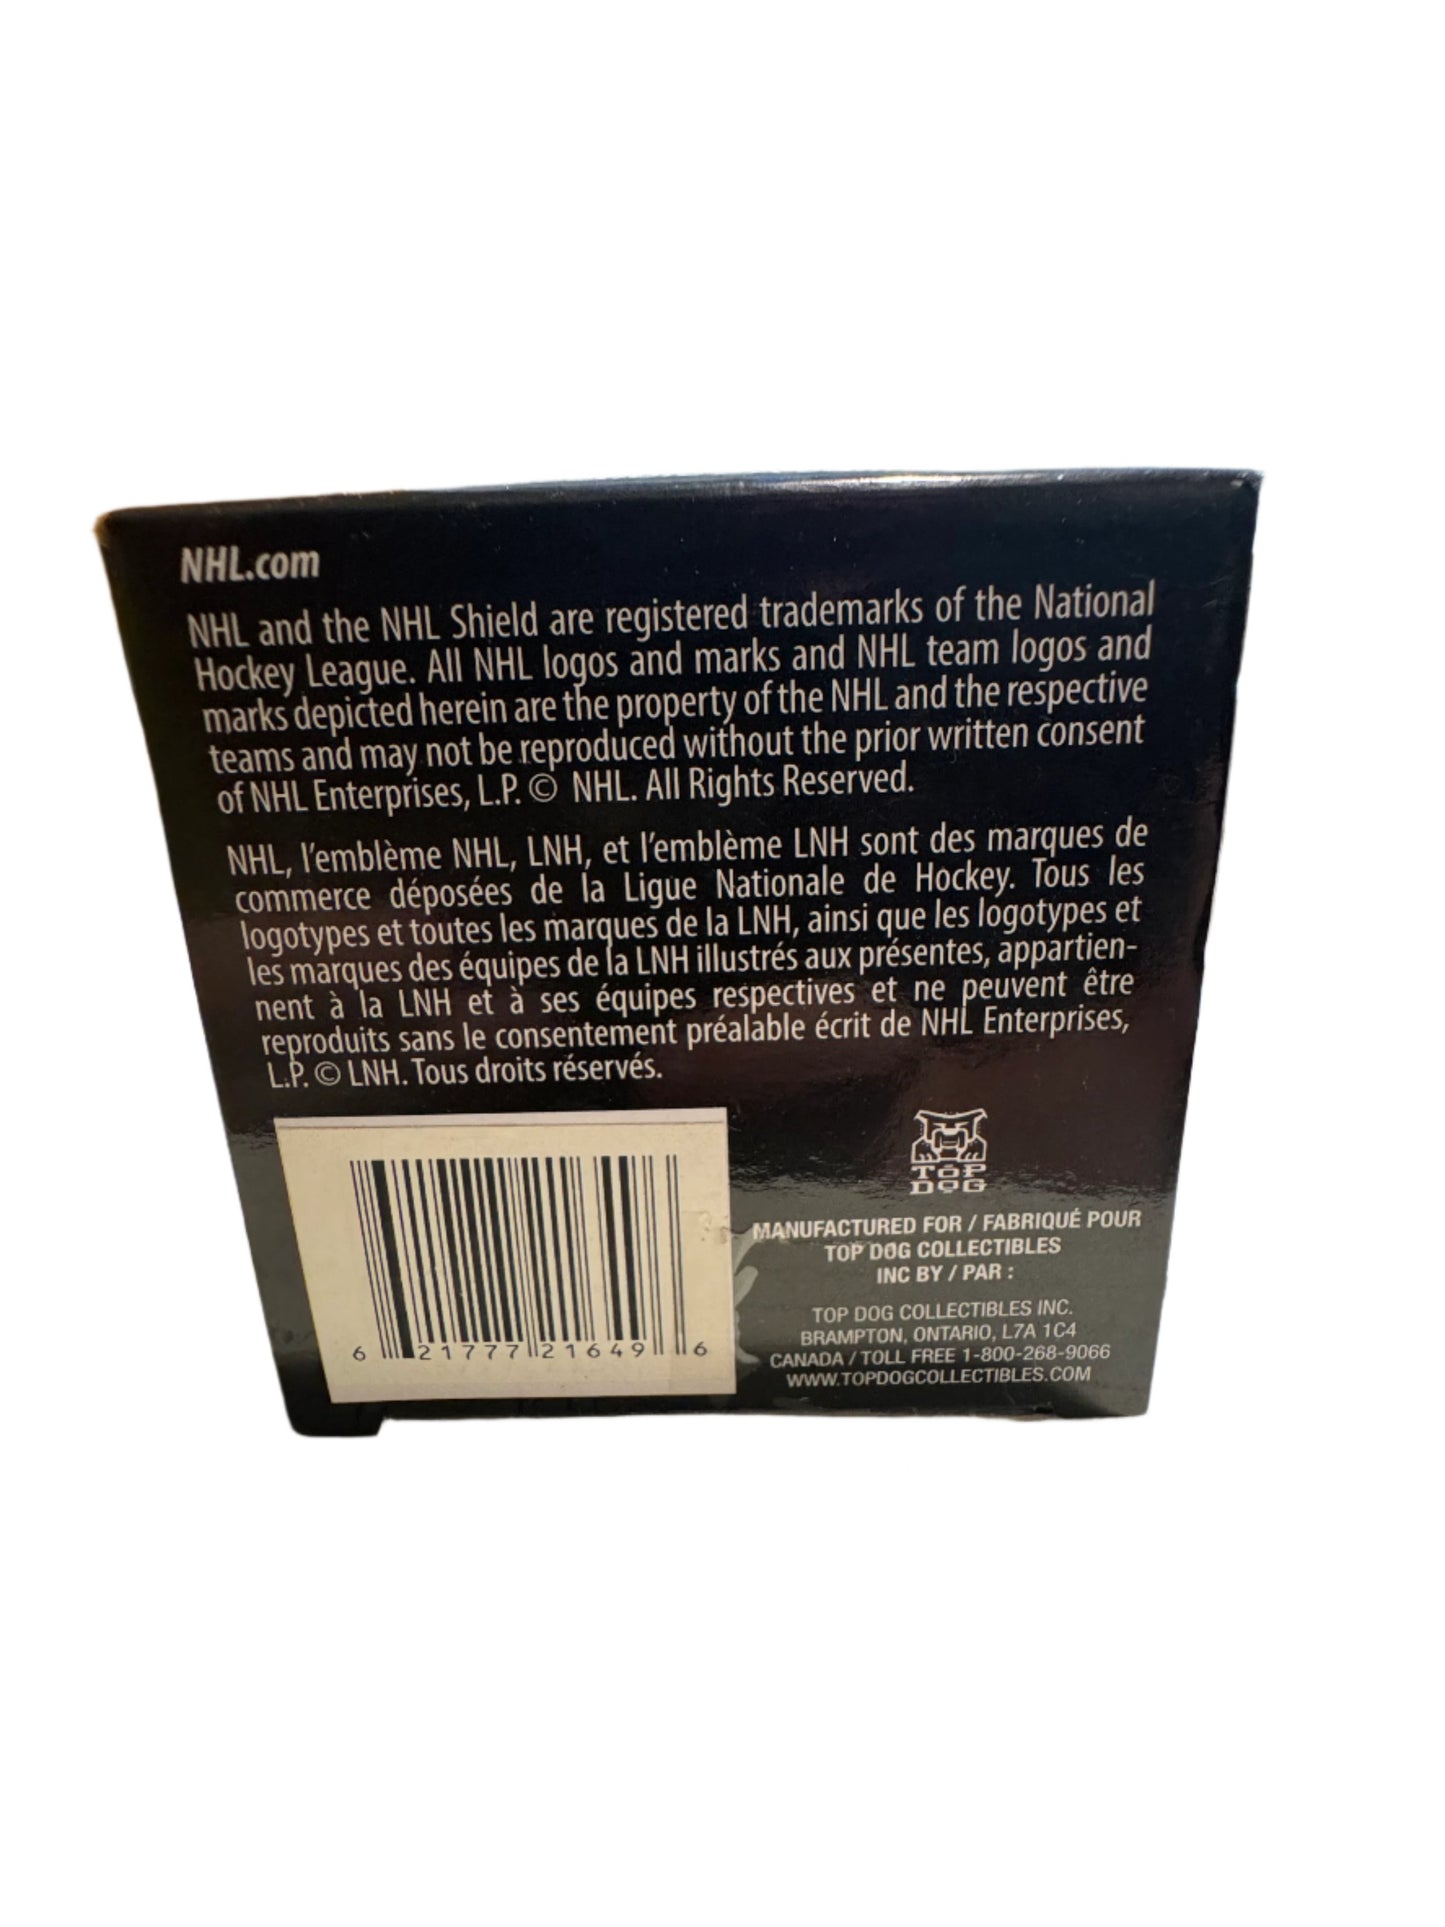 NHL.com
NHL and the NHL Shield are registered trademarks of the National
Hockey League. All NHL logos and marks and NHL team logos and
marks depicted herein are the property of the NHL and the respective
teams and may not be reproduced without the prior written consent
of NHL Enterprises, L.P. © NHL. All Rights Reserved.
NHL, l'emblème NHL, LNH, et l'emblème LNH sont des marques de
commerce déposées de la Ligue Nationale de Hockey. Tous les
logotypes et toutes les marques de la LNH, ainsi que les logotypes et
les marques des équipes de la LNH illustrés aux présentes, appartien-
nent à la LNH et à ses équipes respectives et ne peuvent être
reproduits sans le consentement préalable écrit de NHL Enterprises,
L.P. © LNH. Tous droits réservés.
6 21777 21649 6
TOP
DOG
MANUFACTURED FOR / FABRIQUÉ POUR
TOP DOG COLLECTIBLES
INC BY / PAR :
TOP DOG COLLECTIBLES INC.
BRAMPTON, ONTARIO, L7A 1C4
CANADA / TOLL FREE 1-800-268-9066
WWW.TOPDOGCOLLECTIBLES.COM